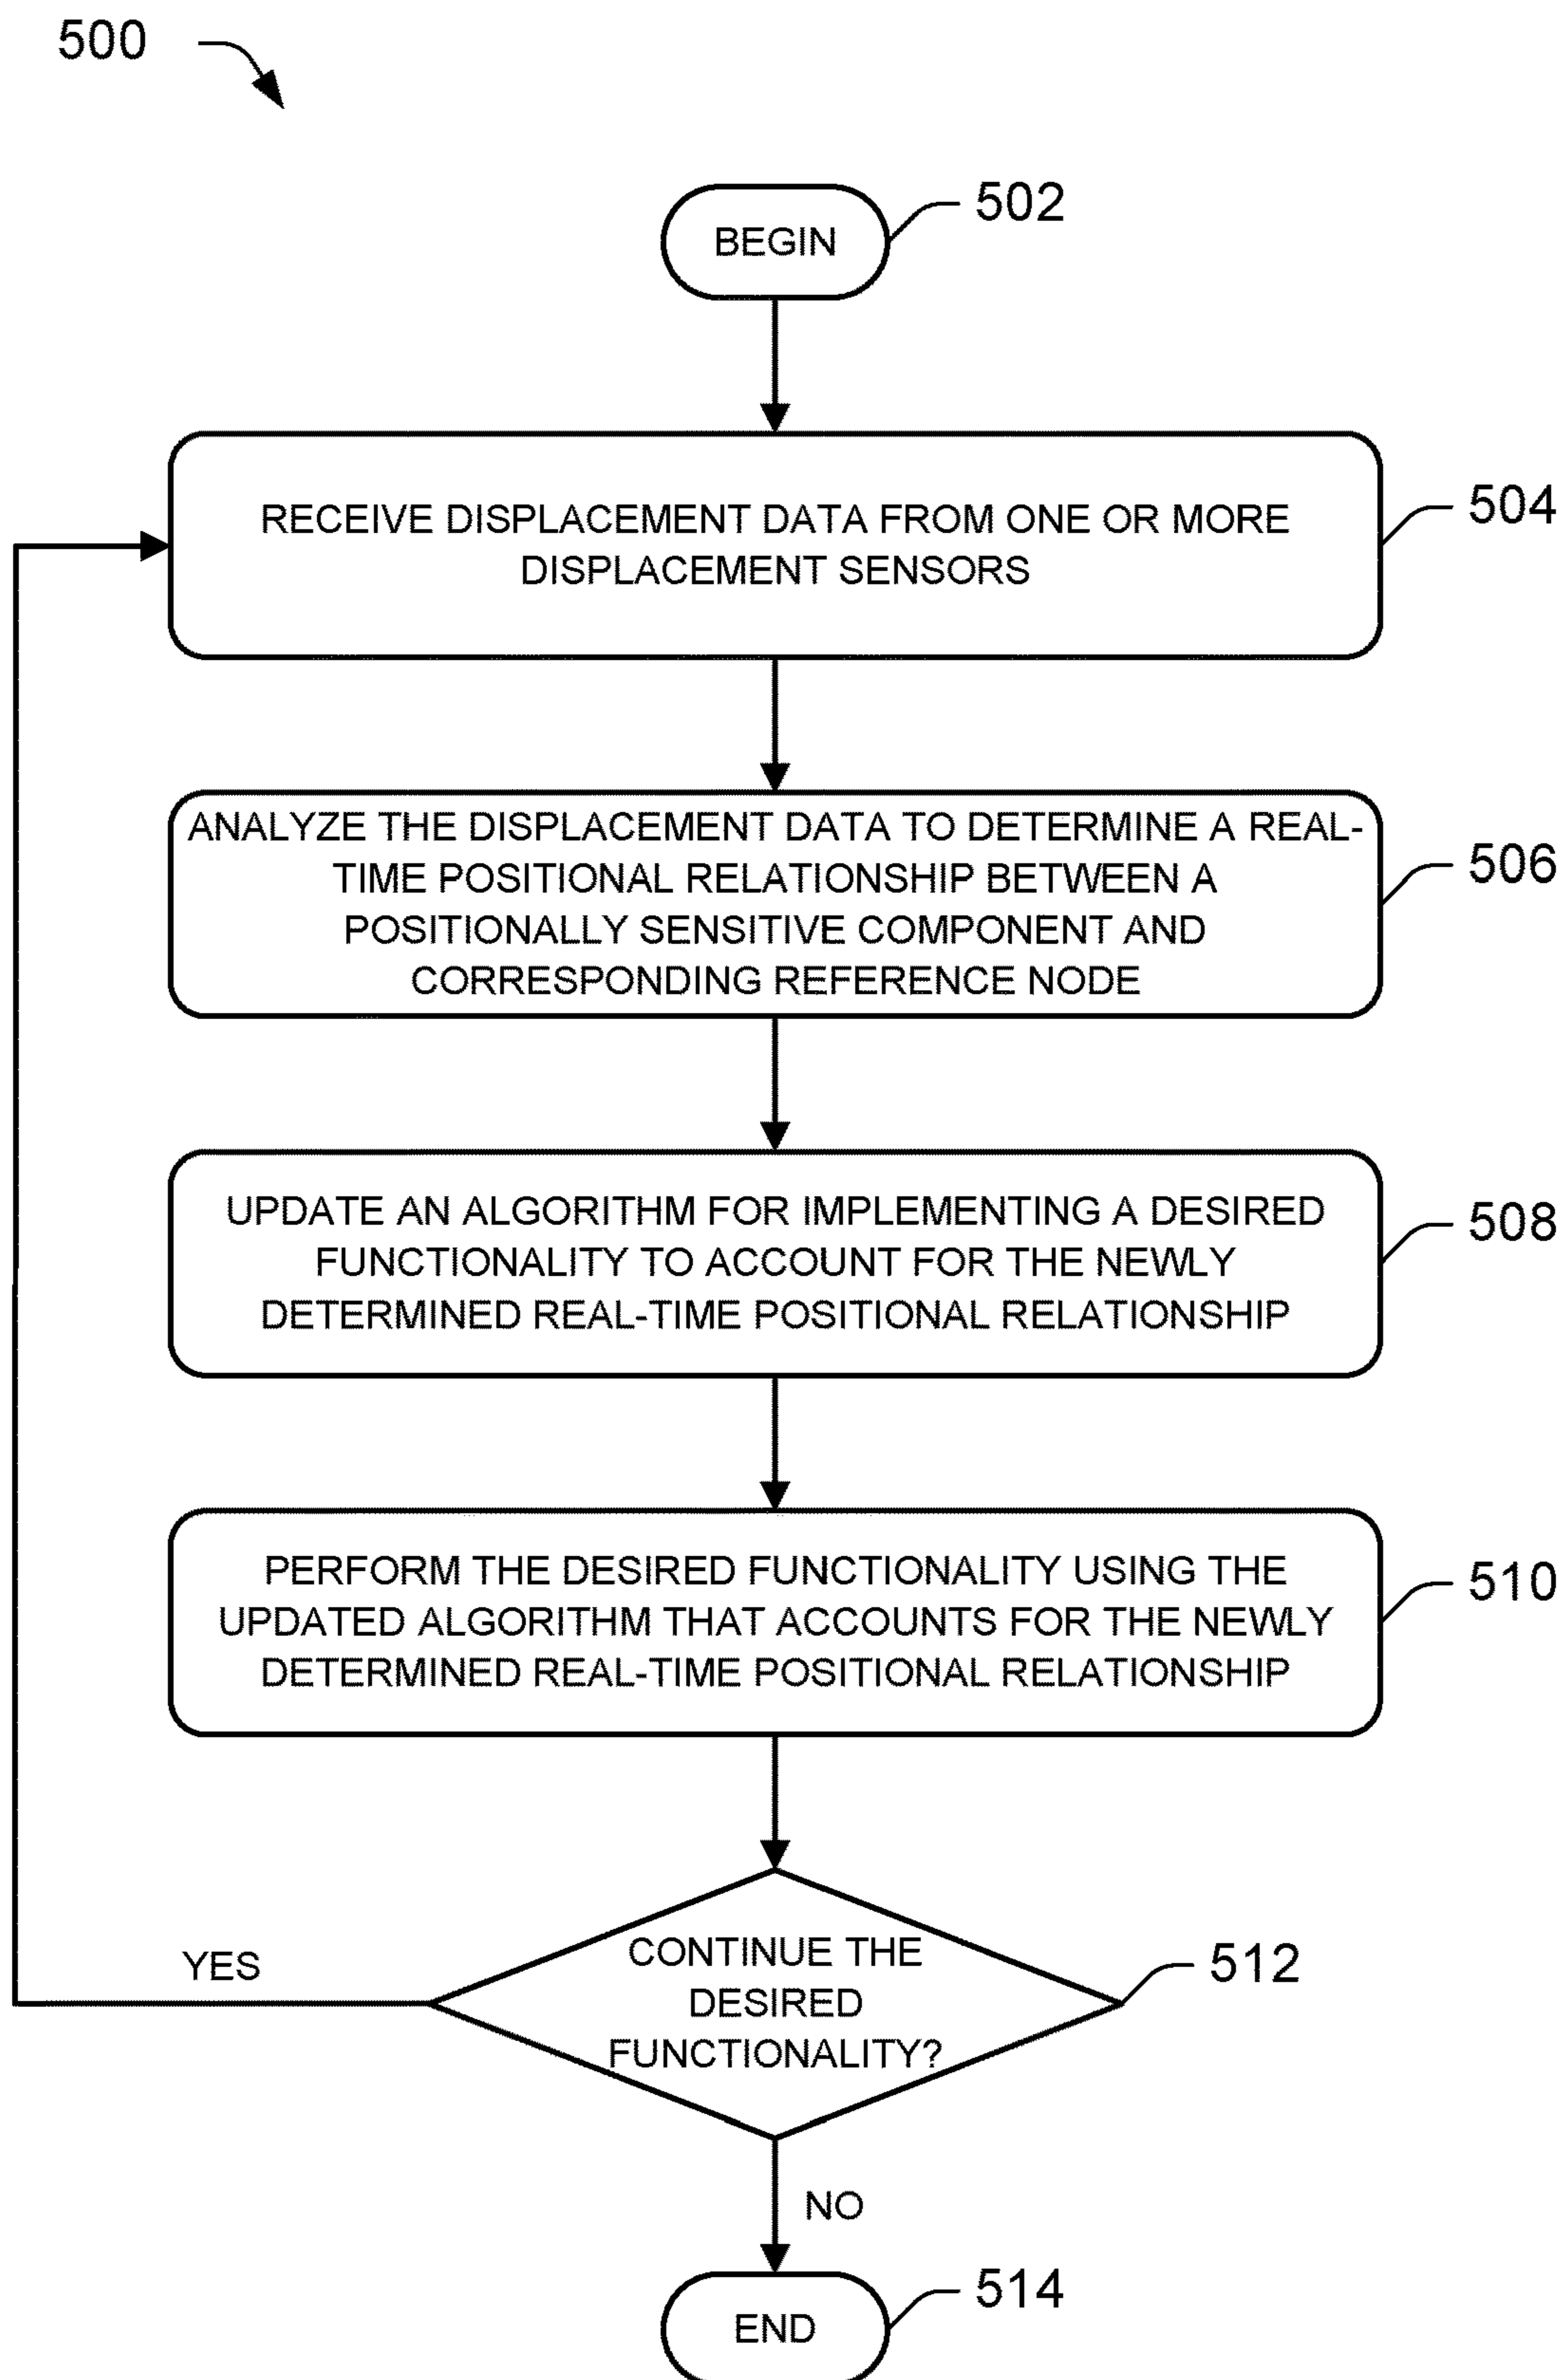 500
502
BEGIN
504
RECEIVE DISPLACEMENT DATA FROM ONE OR MORE
DISPLACEMENT SENSORS
506
ANALYZE THE DISPLACEMENT DATA TO DETERMINE A REAL-
TIME POSITIONAL RELATIONSHIP BETWEEN A
POSITIONALLY SENSITIVE COMPONENT AND
CORRESPONDING REFERENCE NODE
508
UPDATE AN ALGORITHM FOR IMPLEMENTING A DESIRED
FUNCTIONALITY TO ACCOUNT FOR THE NEWLY
DETERMINED REAL-TIME POSITIONAL RELATIONSHIP
510
PERFORM THE DESIRED FUNCTIONALITY USING THE
UPDATED ALGORITHM THAT ACCOUNTS FOR THE NEWLY
DETERMINED REAL-TIME POSITIONAL RELATIONSHIP
512
CONTINUE THE
DESIRED
FUNCTIONALITY?
YES
NO
514
END